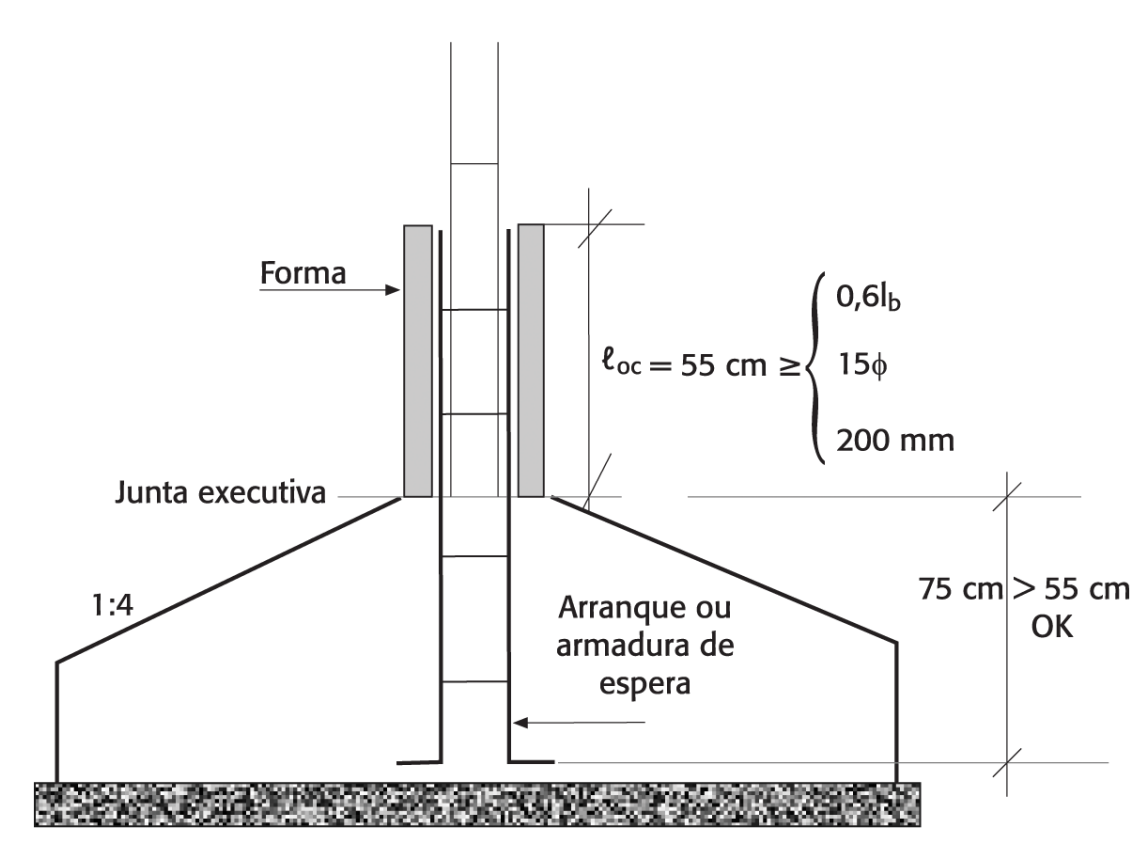 Forma
ℓoc = 55 cm ≥
0,6lb
15ϕ
200 mm
Junta executiva
1:4
75 cm > 55 cm
OK
Arranque ou
armadura de
espera